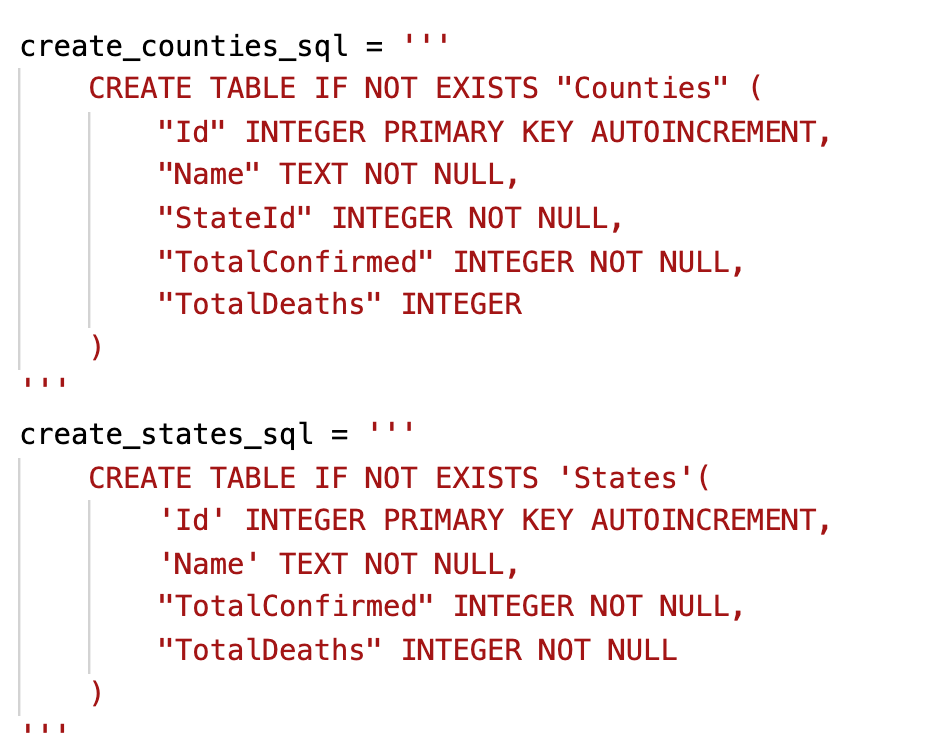 create_counties_sql = '''
CREATE TABLE IF NOT EXISTS "Counties" (
"Id" INTEGER PRIMARY KEY AUTOINCREMENT,
"Name" TEXT NOT NULL,
"StateId" INTEGER NOT NULL,
"TotalConfirmed" INTEGER NOT NULL,
"TotalDeaths" INTEGER
)
'''
create_states_sql = '''
CREATE TABLE IF NOT EXISTS 'States'(
'Id' INTEGER PRIMARY KEY AUTOINCREMENT,
'Name' TEXT NOT NULL,
"TotalConfirmed" INTEGER NOT NULL,
"TotalDeaths" INTEGER NOT NULL
)
'''